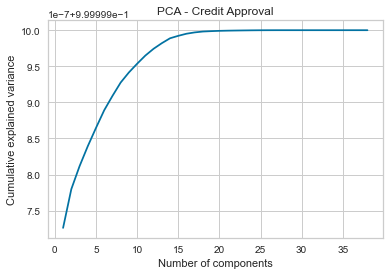 PCA - Credit Approval
1e-7+9.99999e-1
10.0
9.5
9.0
8.5
8.0
7.5
Cumulative explained variance
0 5 10 15 20 25 30 35
Number of components